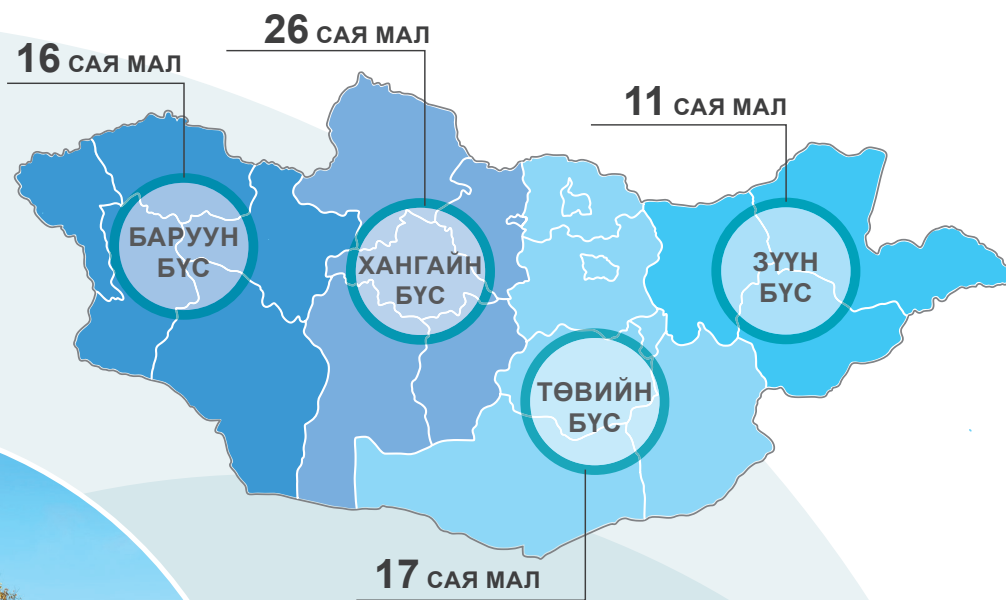 26 САЯ МАЛ
16 САЯ МАЛ
11 САЯ МАЛ
БАРУУН
БҮС
ХАНГАЙН
БҮС
ЗҮҮН
БҮС
ТӨВИЙН
БҮС
17 САЯ МАЛ